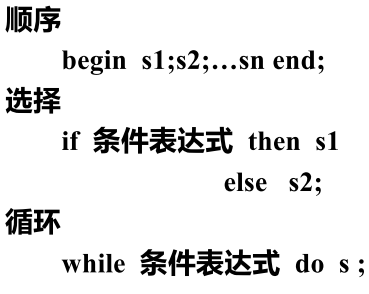 顺序
begin s1;s2;…sn end;
选择
if 条件表达式 then s1
else s2;
循环
while 条件表达式 do s ;